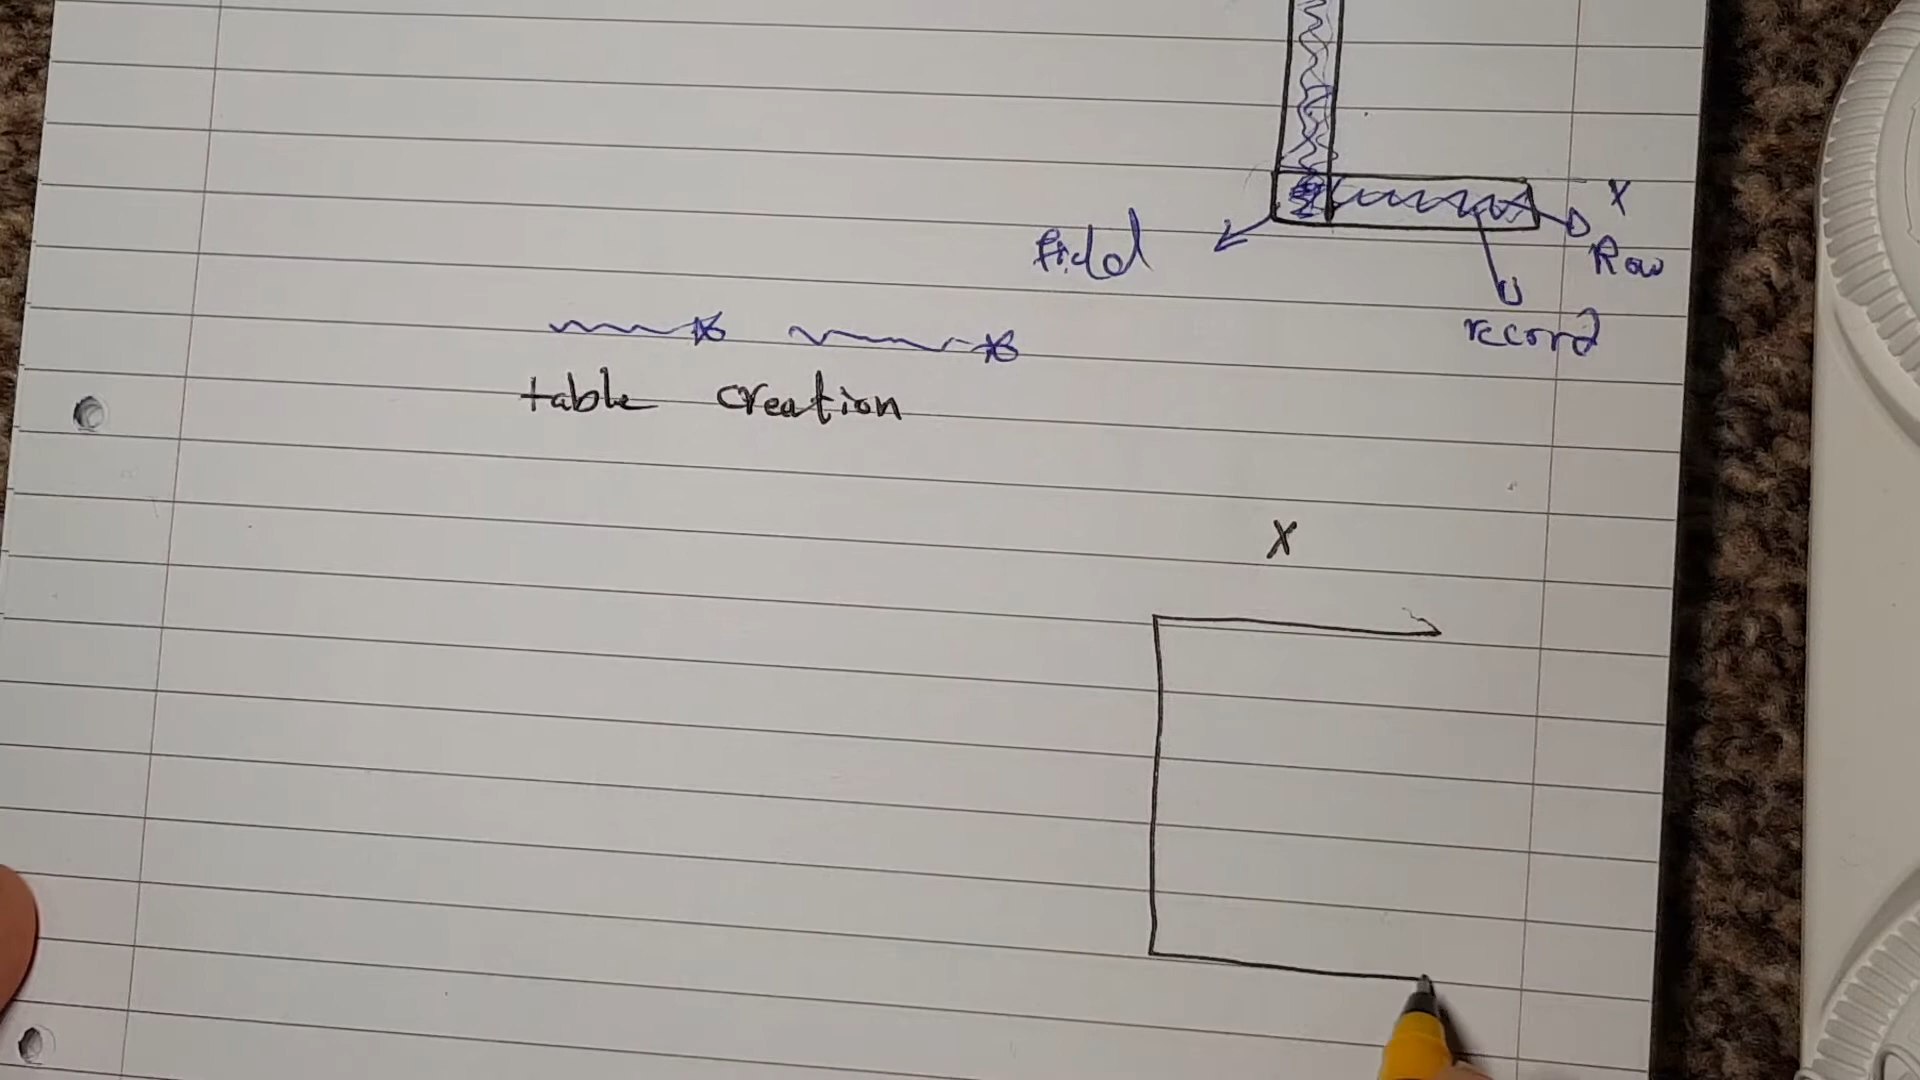 X
Row
field
record
table creation
X